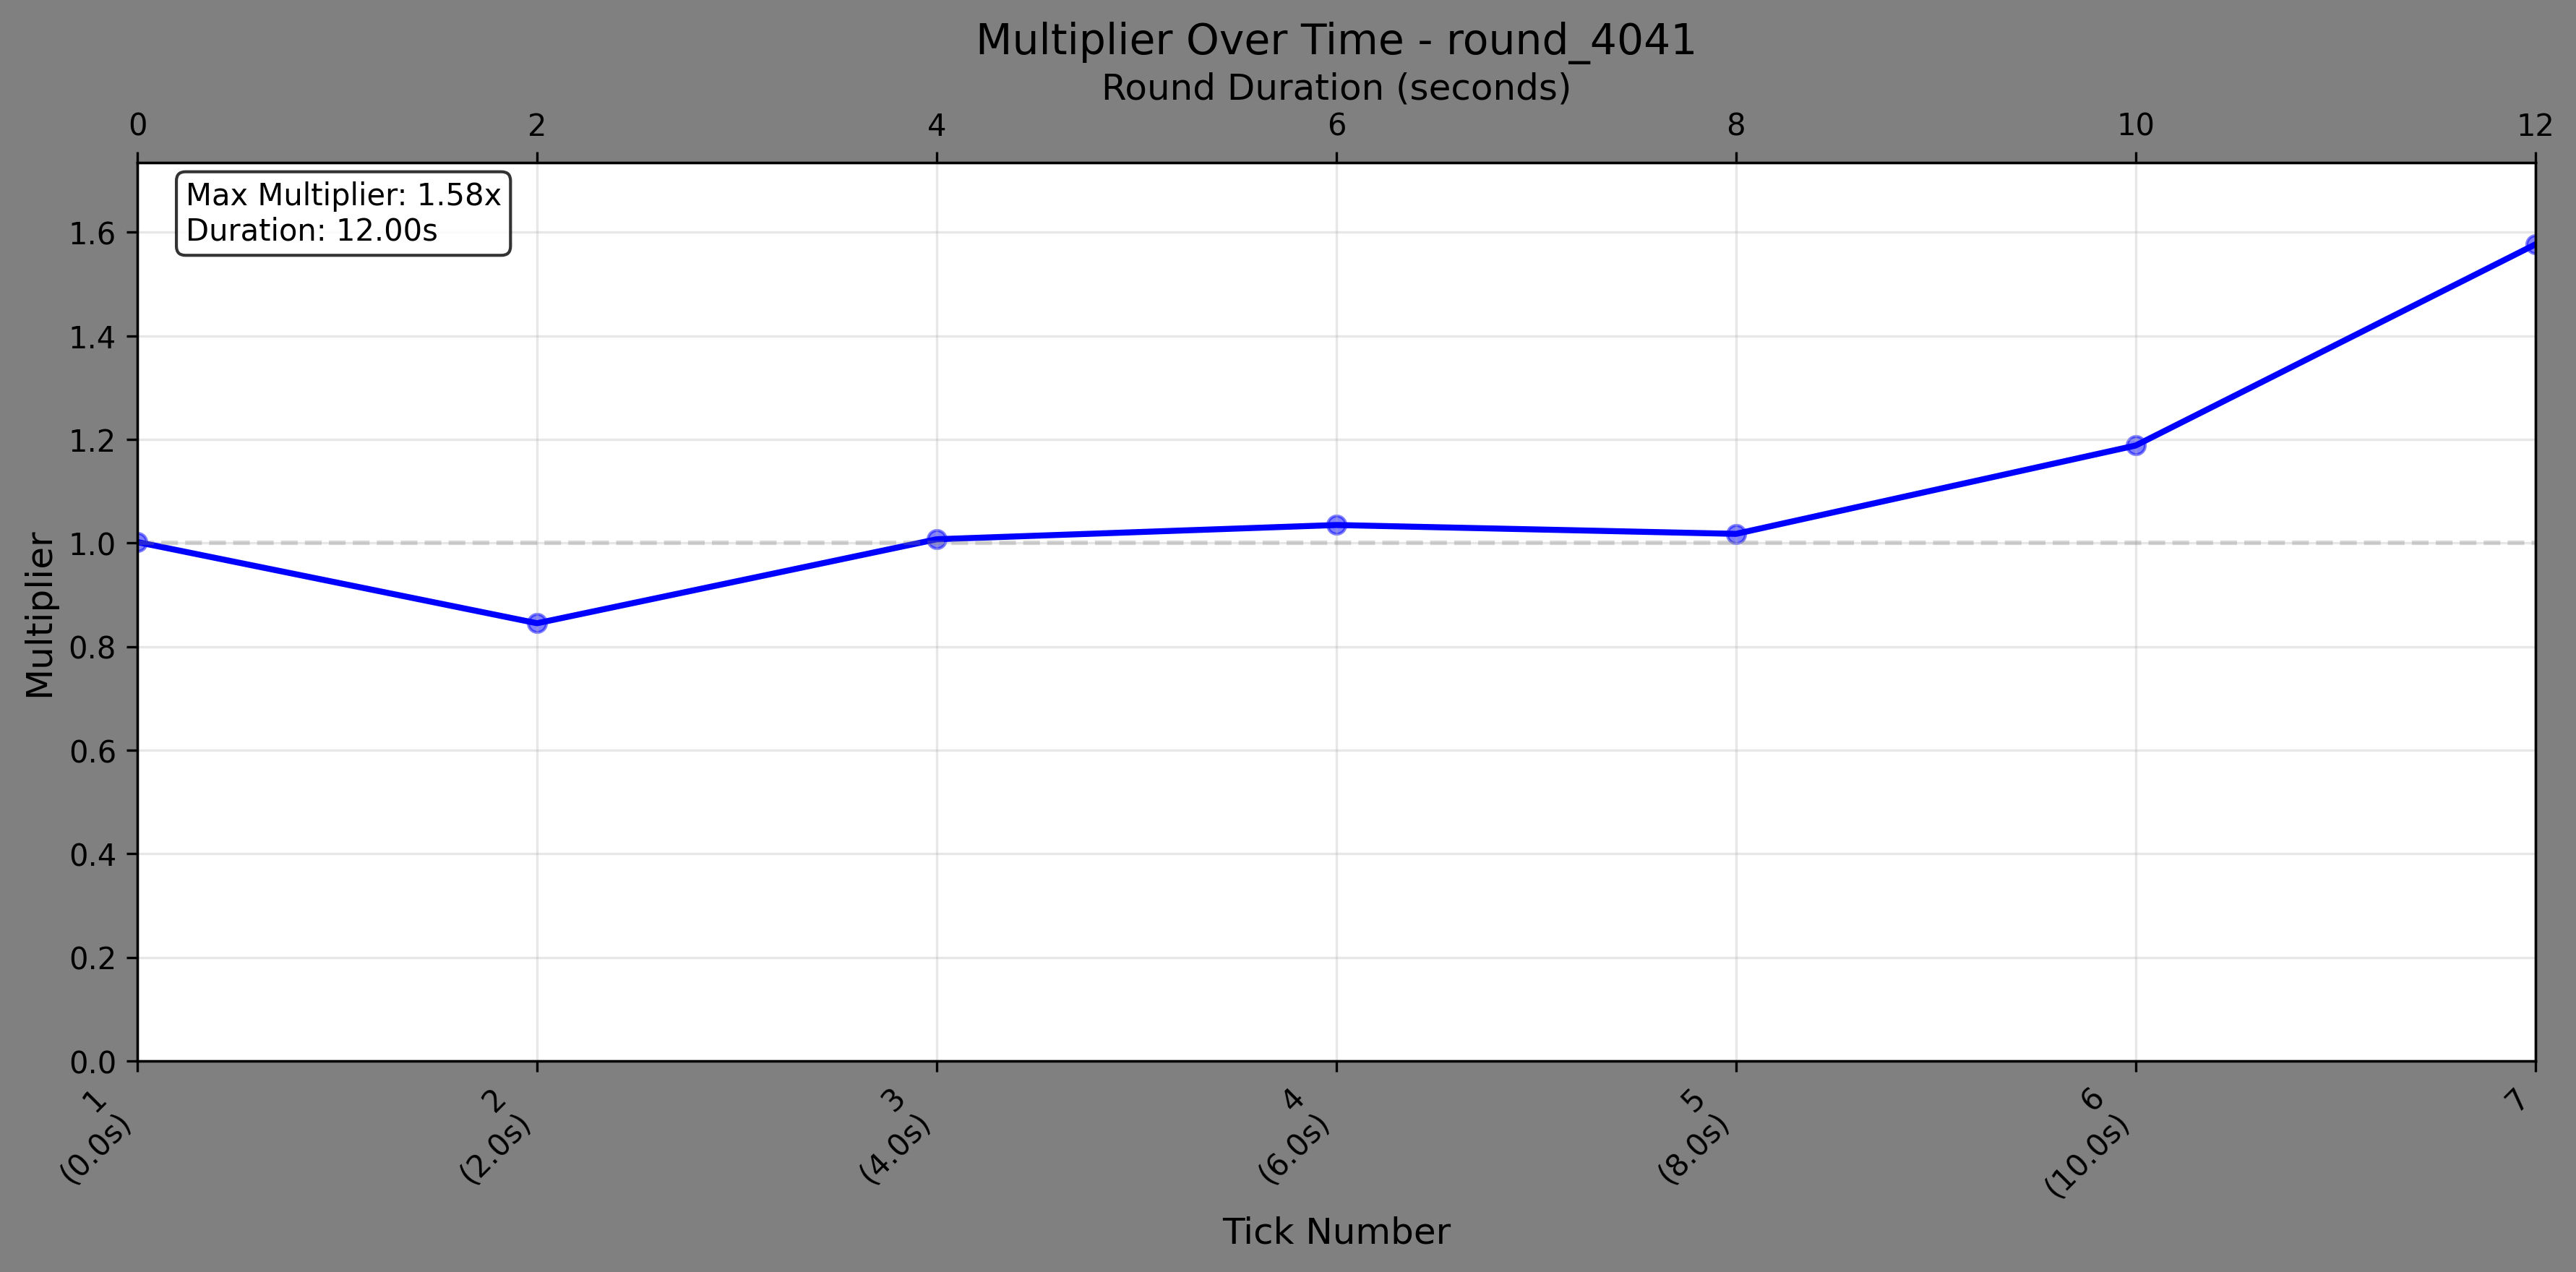 Multiplier Over Time - round_4041
Round Duration (seconds)
0 2 4 6 8 10 12
Max Multiplier: 1.58x
Duration: 12.00s
Multiplier
1.6
1.4
1.2
1.0
0.8
0.6
0.4
0.2
0.0
1 2 3 4 5 6 7
(0.0s) (2.0s) (4.0s) (6.0s) (8.0s) (10.0s)
Tick Number